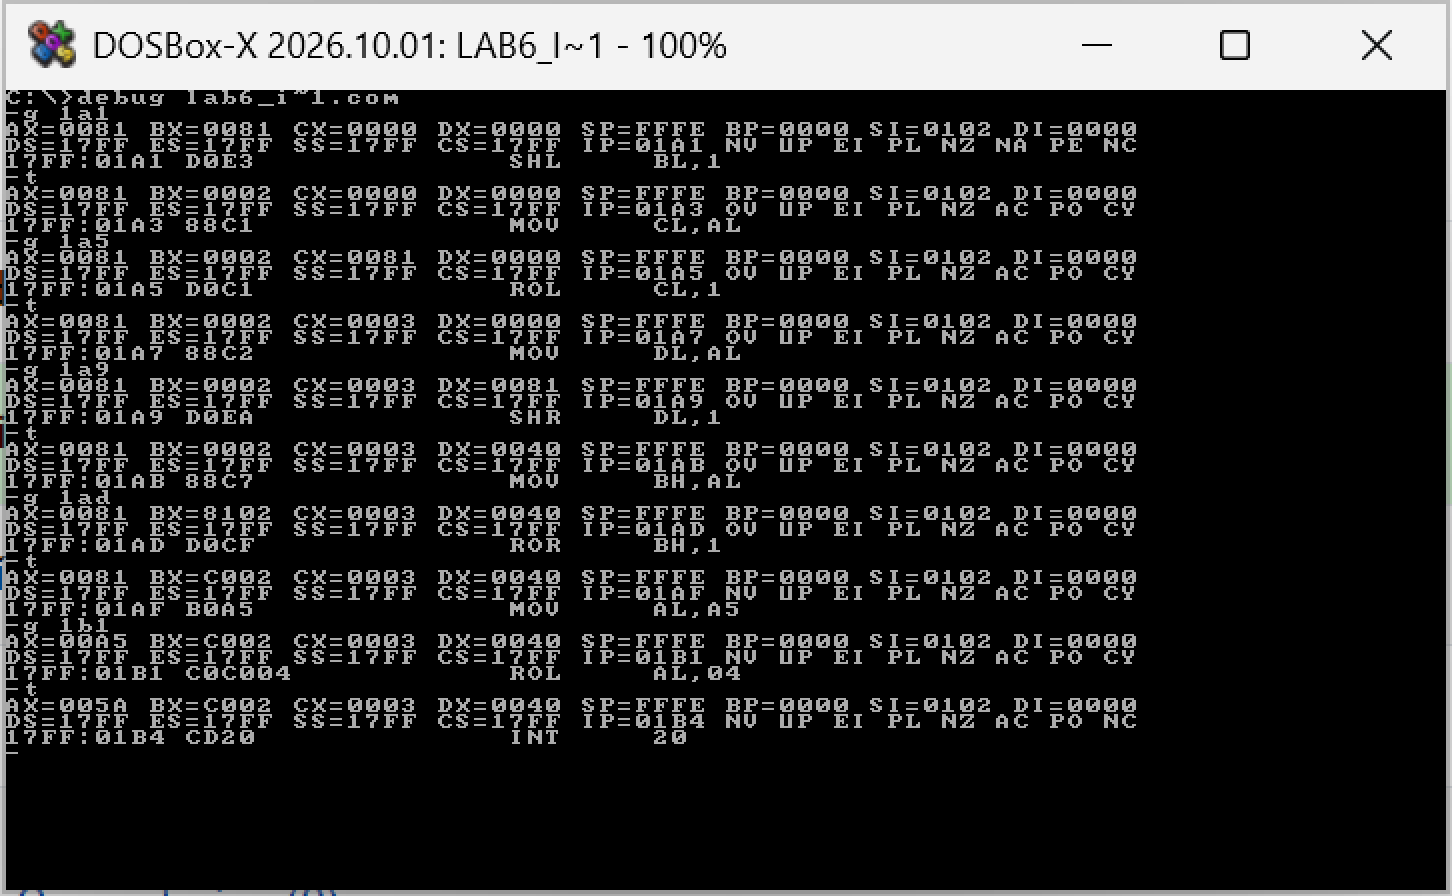 DOSBox-X 2026.10.01: LAB6_I~1 - 100%
C:\>debug lab6_i~1.com
-g 1a1
AX=0081 BX=0081 CX=0000 DX=0000 SP=FFFE BP=0000 SI=0102 DI=0000
DS=17FF ES=17FF SS=17FF CS=17FF IP=01A1 NV UP EI PL NZ NA PE NC
17FF:01A1 D0E3 SHL BL,1
-t
AX=0081 BX=0002 CX=0000 DX=0000 SP=FFFE BP=0000 SI=0102 DI=0000
DS=17FF ES=17FF SS=17FF CS=17FF IP=01A3 OV UP EI PL NZ AC PO CY
17FF:01A3 88C1 MOV CL,AL
-g 1a5
AX=0081 BX=0002 CX=0081 DX=0000 SP=FFFE BP=0000 SI=0102 DI=0000
DS=17FF ES=17FF SS=17FF CS=17FF IP=01A5 OV UP EI PL NZ AC PO CY
17FF:01A5 D0C1 ROL CL,1
-t
AX=0081 BX=0002 CX=0003 DX=0000 SP=FFFE BP=0000 SI=0102 DI=0000
DS=17FF ES=17FF SS=17FF CS=17FF IP=01A7 OV UP EI PL NZ AC PO CY
17FF:01A7 88C2 MOV DL,AL
-g 1a9
AX=0081 BX=0002 CX=0003 DX=0081 SP=FFFE BP=0000 SI=0102 DI=0000
DS=17FF ES=17FF SS=17FF CS=17FF IP=01A9 OV UP EI PL NZ AC PO CY
17FF:01A9 D0EA SHR DL,1
-t
AX=0081 BX=0002 CX=0003 DX=0040 SP=FFFE BP=0000 SI=0102 DI=0000
DS=17FF ES=17FF SS=17FF CS=17FF IP=01AB OV UP EI PL NZ AC PO CY
17FF:01AB 88C7 MOV BH,AL
-g 1ad
AX=0081 BX=8102 CX=0003 DX=0040 SP=FFFE BP=0000 SI=0102 DI=0000
DS=17FF ES=17FF SS=17FF CS=17FF IP=01AD OV UP EI PL NZ AC PO CY
17FF:01AD D0CF ROR BH,1
-t
AX=0081 BX=C002 CX=0003 DX=0040 SP=FFFE BP=0000 SI=0102 DI=0000
DS=17FF ES=17FF SS=17FF CS=17FF IP=01AF NV UP EI PL NZ AC PO CY
17FF:01AF B0A5 MOV AL,A5
-g 1b1
AX=00A5 BX=C002 CX=0003 DX=0040 SP=FFFE BP=0000 SI=0102 DI=0000
DS=17FF ES=17FF SS=17FF CS=17FF IP=01B1 NV UP EI PL NZ AC PO CY
17FF:01B1 C0C004 ROL AL,04
-t
AX=005A BX=C002 CX=0003 DX=0040 SP=FFFE BP=0000 SI=0102 DI=0000
DS=17FF ES=17FF SS=17FF CS=17FF IP=01B4 NV UP EI PL NZ AC PO NC
17FF:01B4 CD20 INT 20
-